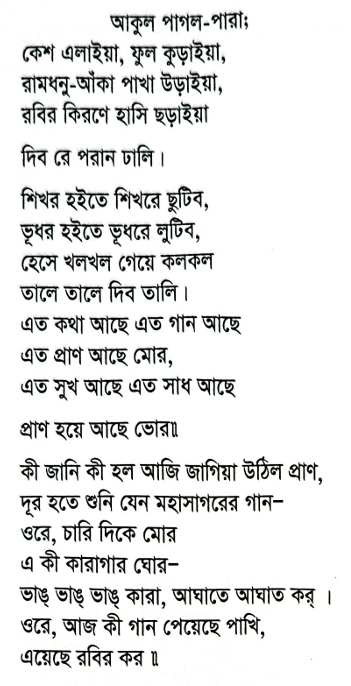 আকুল পাগল-পারা;
কেশ এলাইয়া, ফুল কুড়াইয়া,
রামধনু-আঁকা পাখা উড়াইয়া,
রবির কিরণে হাসি ছড়াইয়া
দিব রে পরান ঢালি।
শিখর হইতে শিখরে ছুটিব,
ভূধর হইতে ভূধরে লুটিব,
হেসে খলখল গেয়ে কলকল
তালে তালে দিব তালি।
এত কথা আছে এত গান আছে
এত প্রাণ আছে মোর,
এত সুখ আছে এত সাধ আছে
প্রাণ হয়ে আছে ভোর॥
কী জানি কী হল আজি জাগিয়া উঠিল প্রাণ,
দূর হতে শুনি যেন মহাসাগরের গান–
ওরে, চারি দিকে মোর
এ কী কারাগার ঘোর–
ভাঙ্ ভাঙ্ ভাঙ্ কারা, আঘাতে আঘাত কর্ ।
ওরে, আজ কী গান গেয়েছে পাখি,
এয়েছে রবির কর ॥